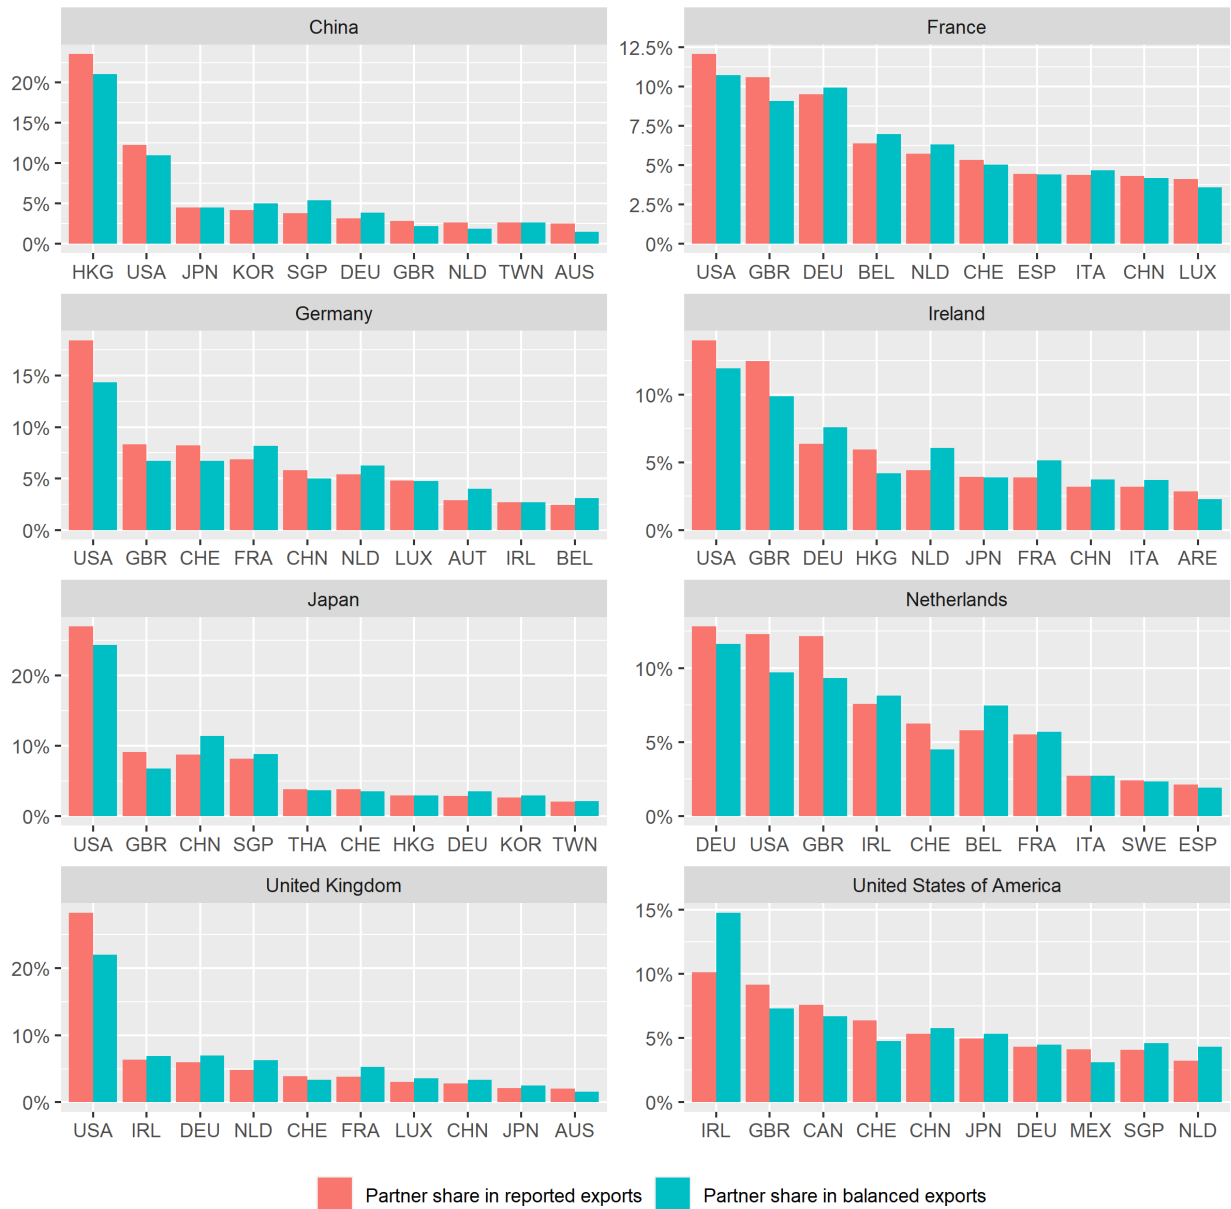 China
France
20%
15%
10%
5%
0%
HKG USA JPN KOR SGP DEU GBR NLD TWN AUS
12.5%
10%
7.5%
5%
2.5%
0%
USA GBR DEU BEL NLD CHE ESP ITA CHN LUX
Germany
Ireland
15%
10%
5%
0%
USA GBR CHE FRA CHN NLD LUX AUT IRL BEL
10%
5%
0%
USA GBR DEU HKG NLD JPN FRA CHN ITA ARE
Japan
Netherlands
20%
10%
0%
USA GBR CHN SGP THA CHE HKG DEU KOR TWN
10%
5%
0%
DEU USA GBR IRL CHE BEL FRA ITA SWE ESP
United Kingdom
United States of America
20%
10%
0%
USA IRL DEU NLD CHE FRA LUX CHN JPN AUS
15%
10%
5%
0%
IRL GBR CAN CHE CHN JPN DEU MEX SGP NLD
Partner share in reported exports
Partner share in balanced exports